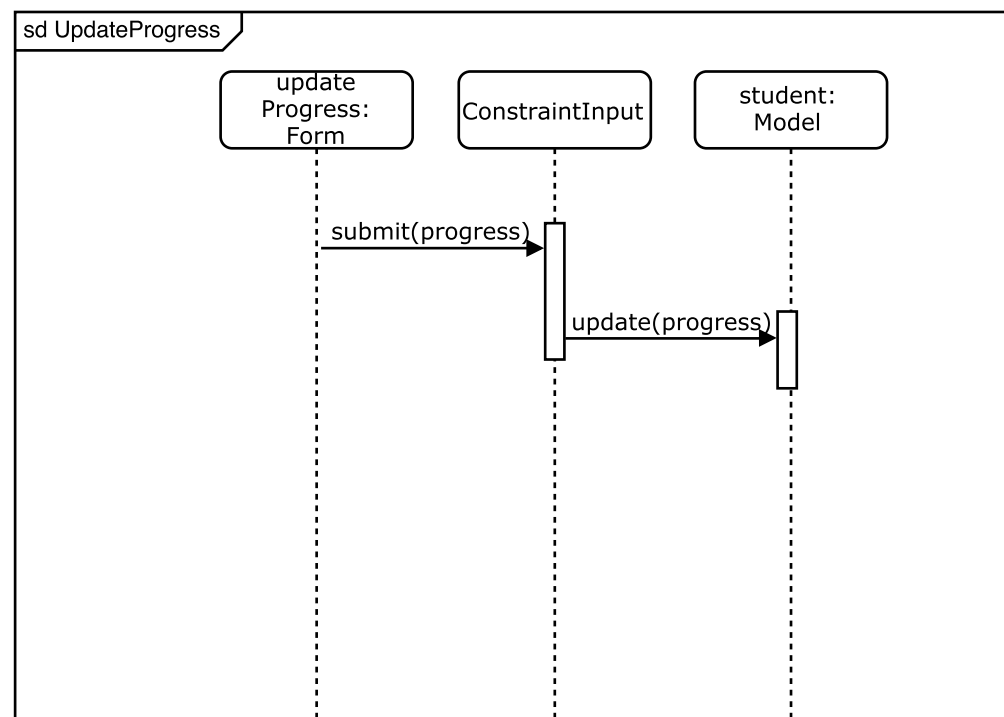 sd UpdateProgress
update
Progress:
Form
ConstraintInput
student:
Model
submit(progress)
update(progress)